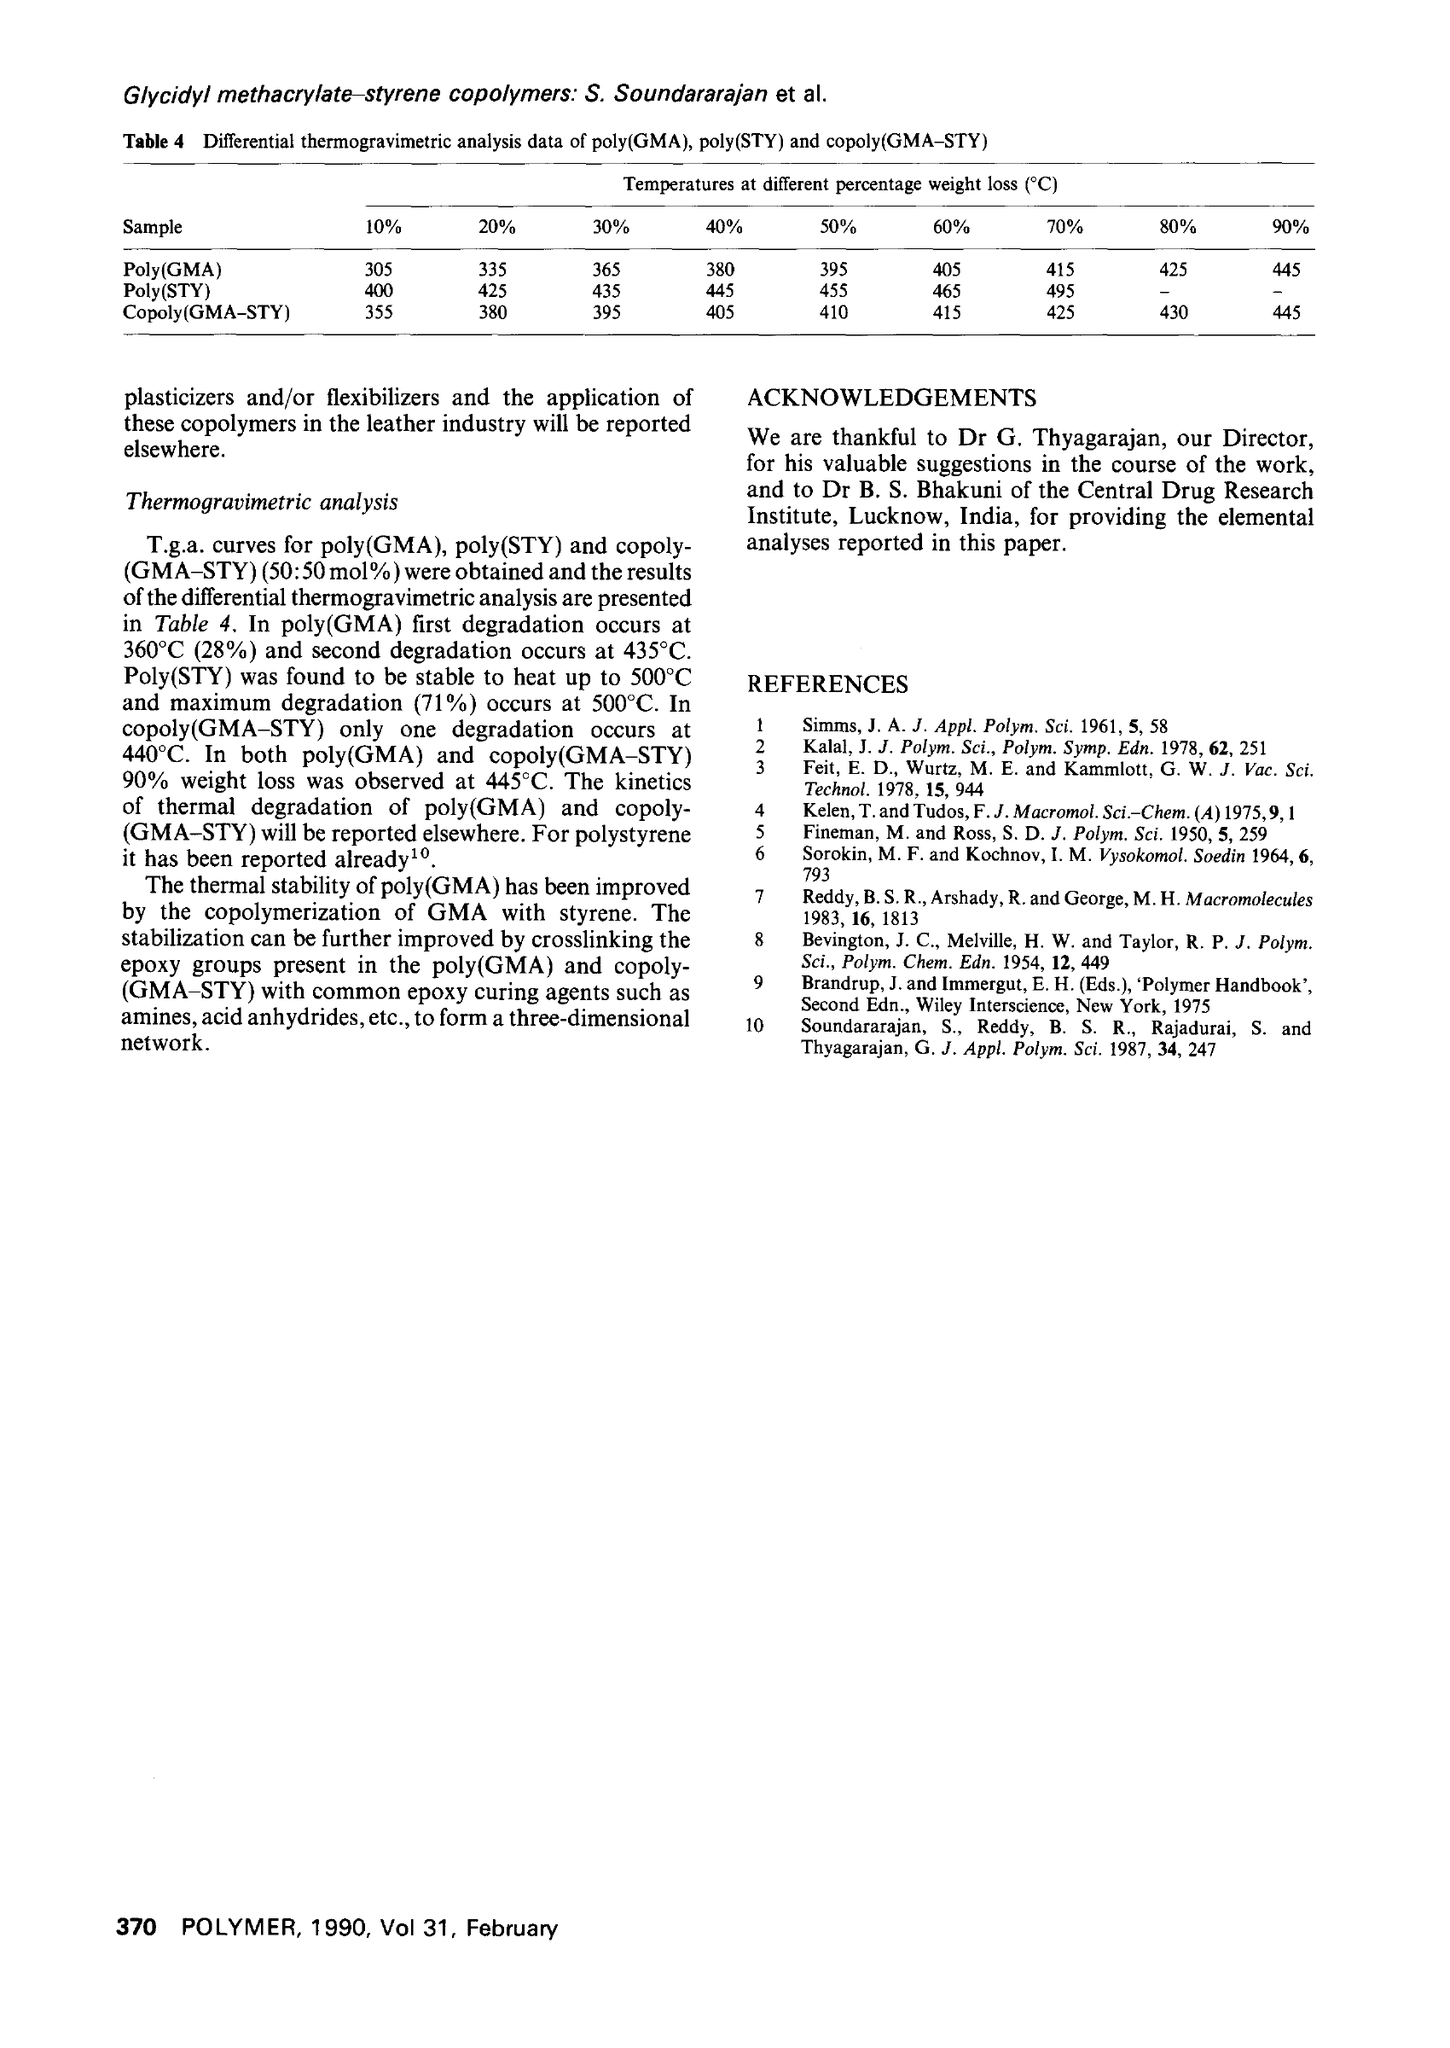 Glycidyl methacrylate–styrene copolymers: S. Soundararajan et al.
Table 4 Differential thermogravimetric analysis data of poly(GMA), poly(STY) and copoly(GMA–STY)
Temperatures at different percentage weight loss (°C)
Sample 10% 20% 30% 40% 50% 60% 70% 80% 90%
Poly(GMA) 305 335 365 380 395 405 415 425 445
Poly(STY) 400 425 435 445 455 465 495 – –
Copoly(GMA–STY) 355 380 395 405 410 415 425 430 445
plasticizers and/or flexibilizers and the application of
these copolymers in the leather industry will be reported
elsewhere.
Thermogravimetric analysis
T.g.a. curves for poly(GMA), poly(STY) and copoly-
(GMA–STY) (50:50 mol%) were obtained and the results
of the differential thermogravimetric analysis are presented
in Table 4. In poly(GMA) first degradation occurs at
360°C (28%) and second degradation occurs at 435°C.
Poly(STY) was found to be stable to heat up to 500°C
and maximum degradation (71%) occurs at 500°C. In
copoly(GMA–STY) only one degradation occurs at
440°C. In both poly(GMA) and copoly(GMA–STY)
90% weight loss was observed at 445°C. The kinetics
of thermal degradation of poly(GMA) and copoly-
(GMA–STY) will be reported elsewhere. For polystyrene
it has been reported already¹⁰.
The thermal stability of poly(GMA) has been improved
by the copolymerization of GMA with styrene. The
stabilization can be further improved by crosslinking the
epoxy groups present in the poly(GMA) and copoly-
(GMA–STY) with common epoxy curing agents such as
amines, acid anhydrides, etc., to form a three-dimensional
network.
ACKNOWLEDGEMENTS
We are thankful to Dr G. Thyagarajan, our Director,
for his valuable suggestions in the course of the work,
and to Dr B. S. Bhakuni of the Central Drug Research
Institute, Lucknow, India, for providing the elemental
analyses reported in this paper.
REFERENCES
1 Simms, J. A. J. Appl. Polym. Sci. 1961, 5, 58
2 Kalal, J. J. Polym. Sci., Polym. Symp. Edn. 1978, 62, 251
3 Feit, E. D., Wurtz, M. E. and Kammlott, G. W. J. Vac. Sci.
Technol. 1978, 15, 944
4 Kelen, T. and Tudos, F. J. Macromol. Sci.–Chem. (A) 1975, 9, 1
5 Fineman, M. and Ross, S. D. J. Polym. Sci. 1950, 5, 259
6 Sorokin, M. F. and Kochnov, I. M. Vysokomol. Soedin 1964, 6,
793
7 Reddy, B. S. R., Arshady, R. and George, M. H. Macromolecules
1983, 16, 1813
8 Bevington, J. C., Melville, H. W. and Taylor, R. P. J. Polym.
Sci., Polym. Chem. Edn. 1954, 12, 449
9 Brandrup, J. and Immergut, E. H. (Eds.), ‘Polymer Handbook’,
Second Edn., Wiley Interscience, New York, 1975
10 Soundararajan, S., Reddy, B. S. R., Rajadurai, S. and
Thyagarajan, G. J. Appl. Polym. Sci. 1987, 34, 247
370 POLYMER, 1990, Vol 31, February